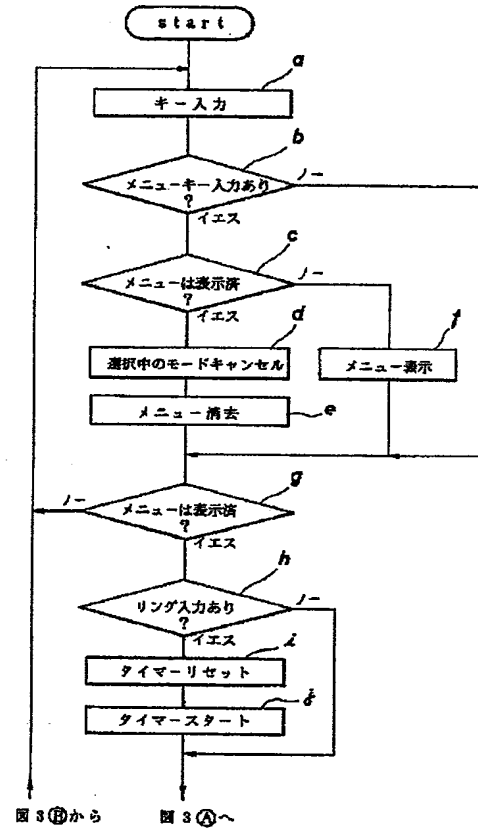 start
a
キー入力
b
メニューキー入力あり
?
ノー
イエス
c
メニューは表示済
?
ノー
イエス
d
選択中のモードキャンセル
f
メニュー表示
メニュー消去
e
g
メニューは表示済
?
ノー
イエス
h
リング入力あり
?
ノー
イエス
i
タイマーリセット
j
タイマースタート
図3Ⓑから
図3Ⓐへ